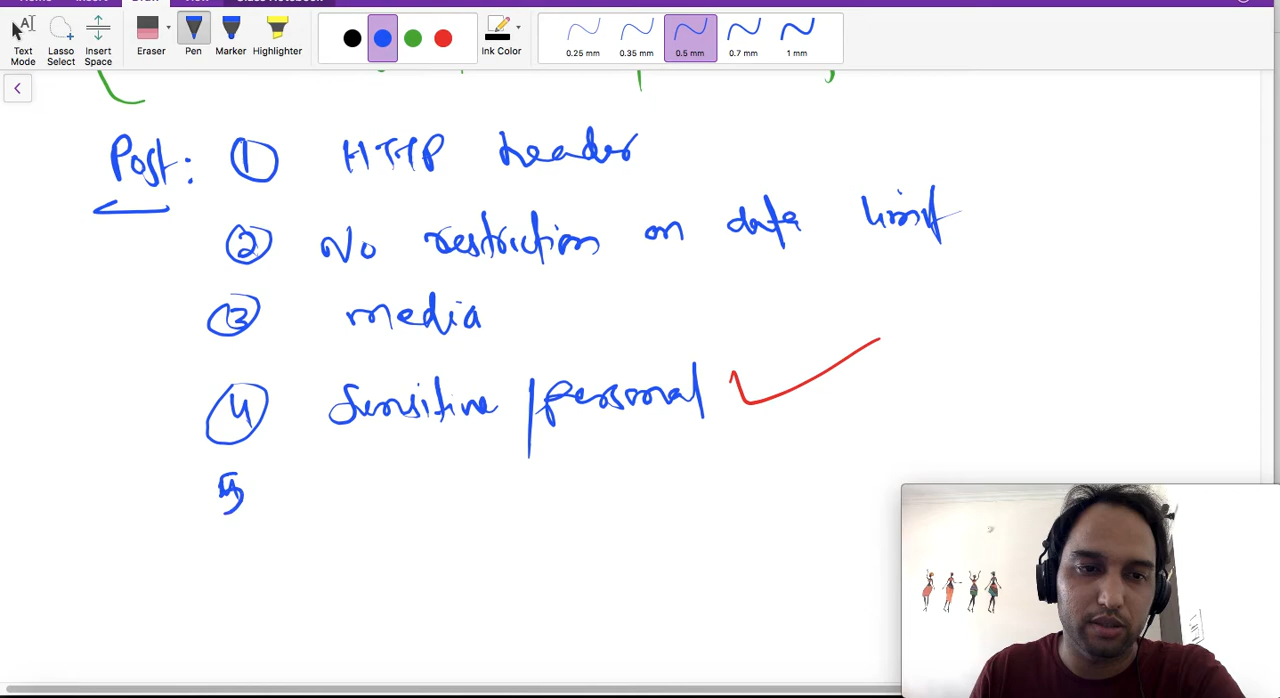 Text Mode
Lasso Select
Insert Space
Eraser
Pen
Marker
Highlighter
Ink Color
0.25 mm
0.35 mm
0.5 mm
0.7 mm
1 mm
Post: 1 HTTP header
2 No restriction on data limit
3 media
4 Sensitive / personal
5